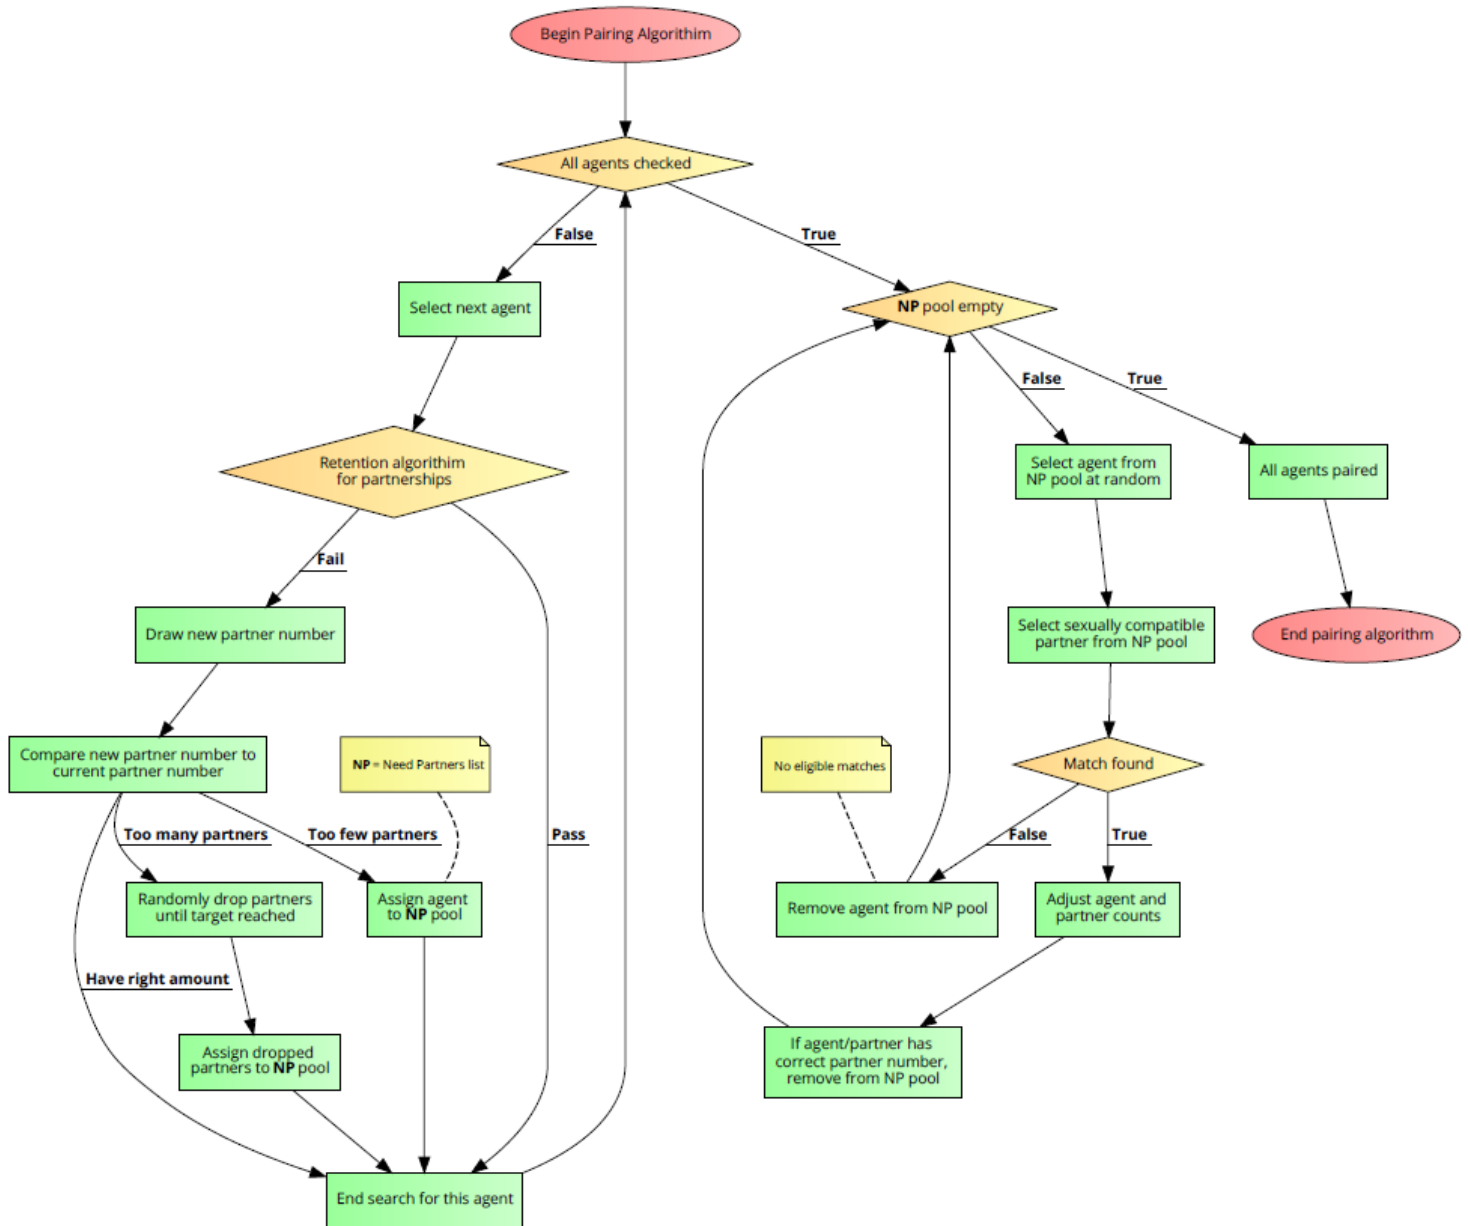 Begin Pairing Algorithim
All agents checked
False
True
Select next agent
NP pool empty
False
True
Retention algorithim
for partnerships
Select agent from
NP pool at random
All agents paired
Fail
Draw new partner number
Select sexually compatible
partner from NP pool
End pairing algorithm
Compare new partner number to
current partner number
NP = Need Partners list
No eligible matches
Match found
Too many partners
Too few partners
Pass
False
True
Randomly drop partners
until target reached
Assign agent
to NP pool
Remove agent from NP pool
Adjust agent and
partner counts
Have right amount
Assign dropped
partners to NP pool
If agent/partner has
correct partner number,
remove from NP pool
End search for this agent